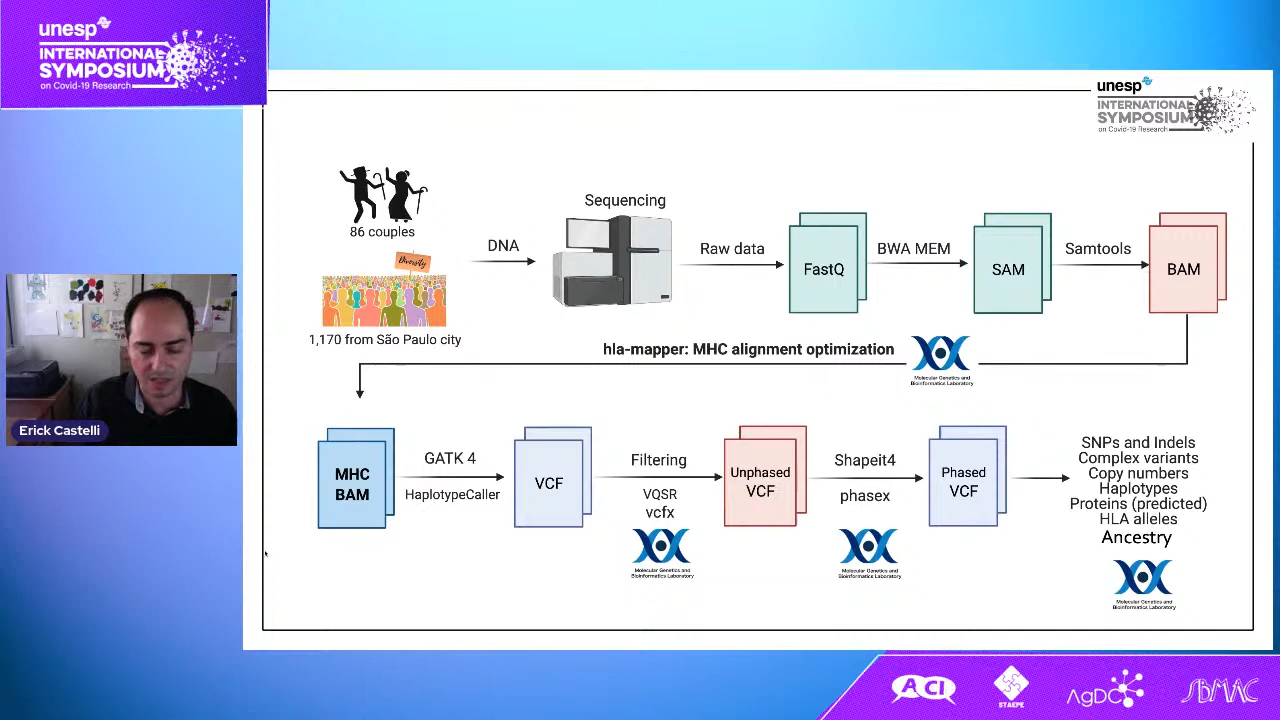 unesp
INTERNATIONAL
SYMPOSIUM
on Covid-19 Research
unesp
INTERNATIONAL
SYMPOSIUM
on Covid-19 Research
86 couples
Diversity
1,170 from São Paulo city
DNA
Sequencing
Raw data
FastQ
BWA MEM
SAM
Samtools
BAM
hla-mapper: MHC alignment optimization
Molecular Genetics and
Bioinformatics Laboratory
Erick Castelli
MHC
BAM
GATK 4
HaplotypeCaller
VCF
Filtering
VQSR
vcfx
Molecular Genetics and
Bioinformatics Laboratory
Unphased
VCF
Shapeit4
phasex
Molecular Genetics and
Bioinformatics Laboratory
Phased
VCF
SNPs and Indels
Complex variants
Copy numbers
Haplotypes
Proteins (predicted)
HLA alleles
Ancestry
Molecular Genetics and
Bioinformatics Laboratory
ACI
STAEPE
AgDC
SBMAC